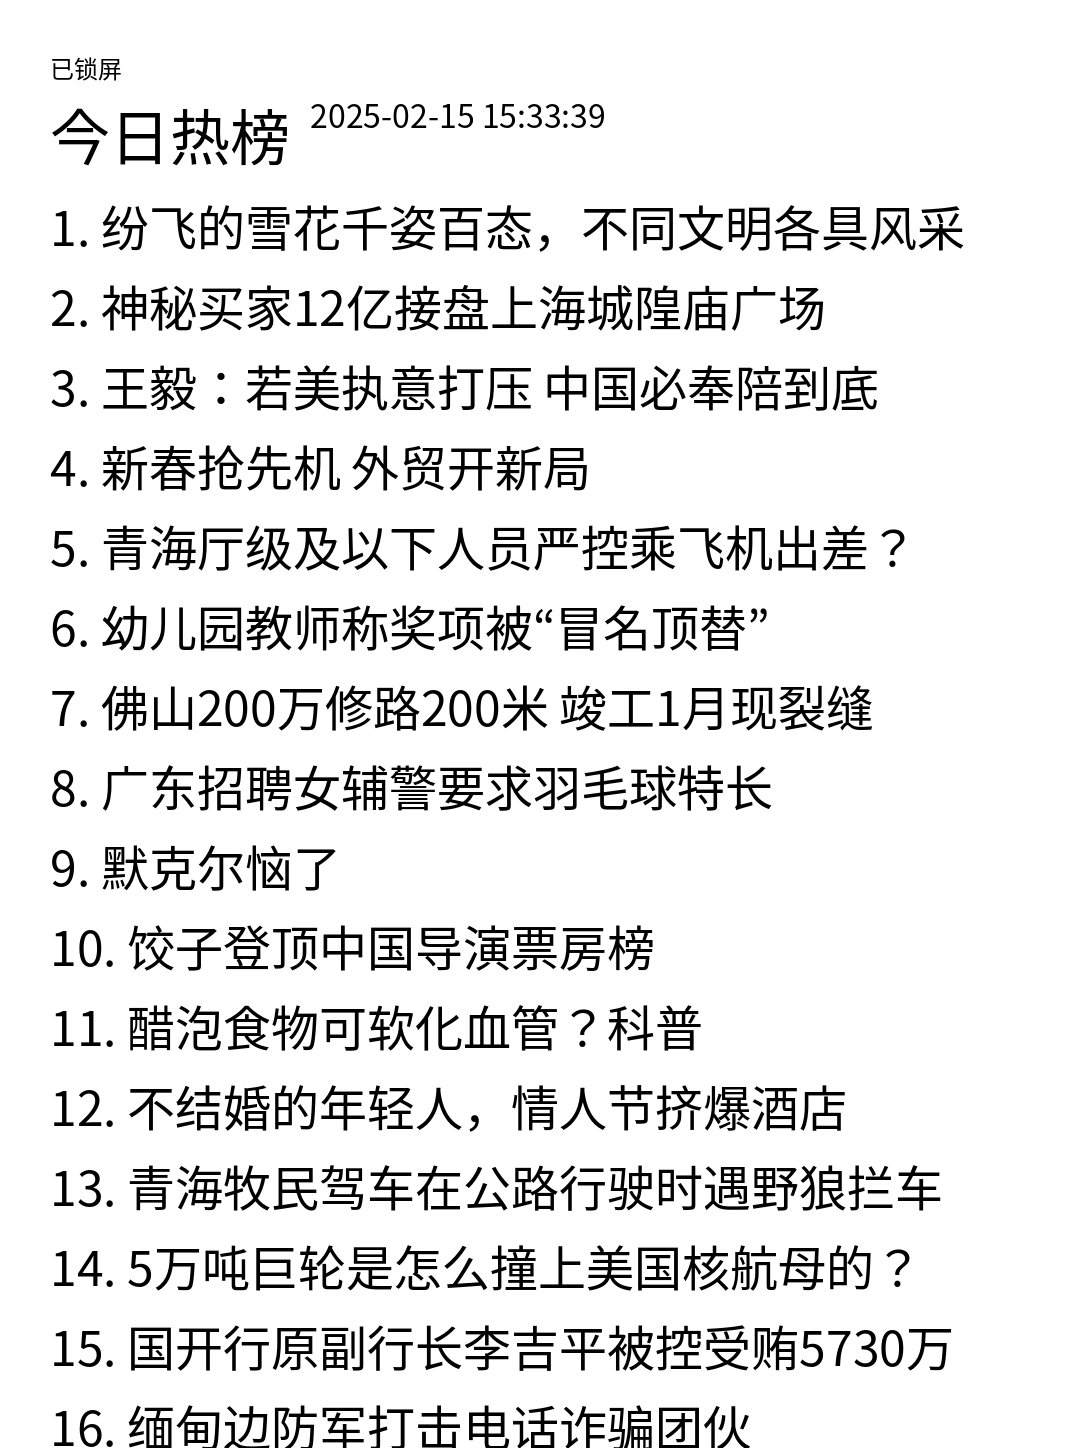 已锁屏
今日热榜 2025-02-15 15:33:39
1. 纷飞的雪花千姿百态，不同文明各具风采
2. 神秘买家12亿接盘上海城隍庙广场
3. 王毅：若美执意打压 中国必奉陪到底
4. 新春抢先机 外贸开新局
5. 青海厅级及以下人员严控乘飞机出差？
6. 幼儿园教师称奖项被“冒名顶替”
7. 佛山200万修路200米 竣工1月现裂缝
8. 广东招聘女辅警要求羽毛球特长
9. 默克尔恼了
10. 饺子登顶中国导演票房榜
11. 醋泡食物可软化血管？科普
12. 不结婚的年轻人，情人节挤爆酒店
13. 青海牧民驾车在公路行驶时遇野狼拦车
14. 5万吨巨轮是怎么撞上美国核航母的？
15. 国开行原副行长李吉平被控受贿5730万
16. 缅甸边防军打击电话诈骗团伙